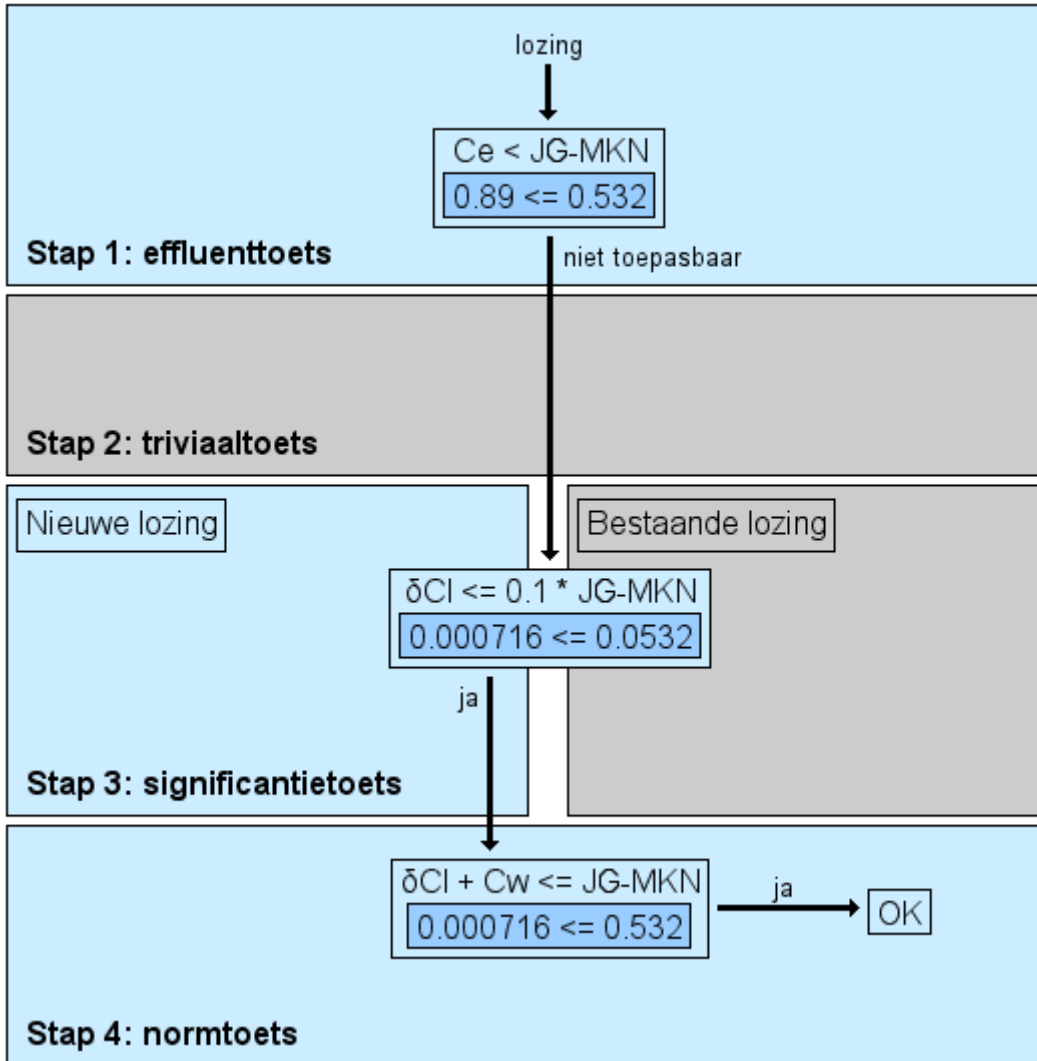 lozing
Ce < JG-MKN
0.89 <= 0.532
Stap 1: effluenttoets
niet toepasbaar
Stap 2: triviaaltoets
Nieuwe lozing
Bestaande lozing
δCl <= 0.1 * JG-MKN
0.000716 <= 0.0532
ja
Stap 3: significantietoets
δCl + Cw <= JG-MKN
0.000716 <= 0.532
ja
OK
Stap 4: normtoets